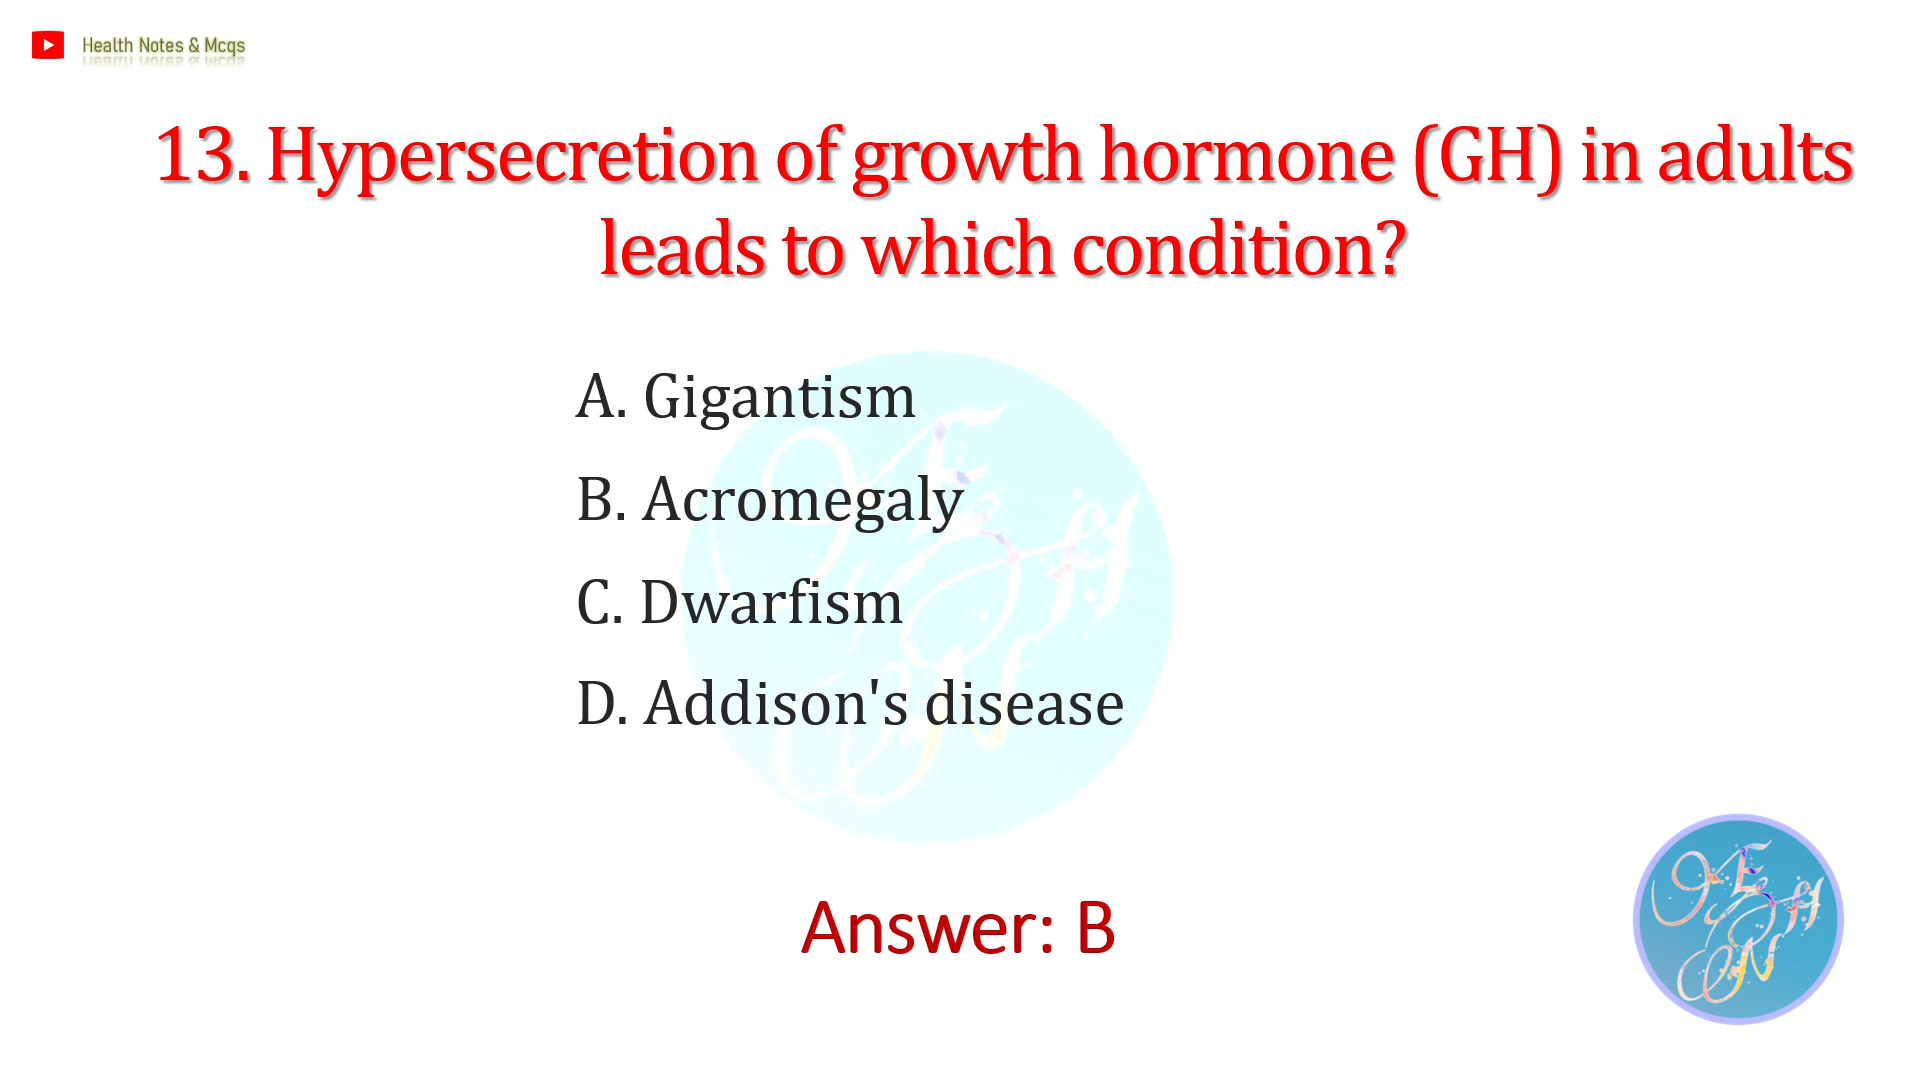 Health Notes & Mcqs
13. Hypersecretion of growth hormone (GH) in adults
leads to which condition?
A. Gigantism
B. Acromegaly
C. Dwarfism
D. Addison's disease
Answer: B